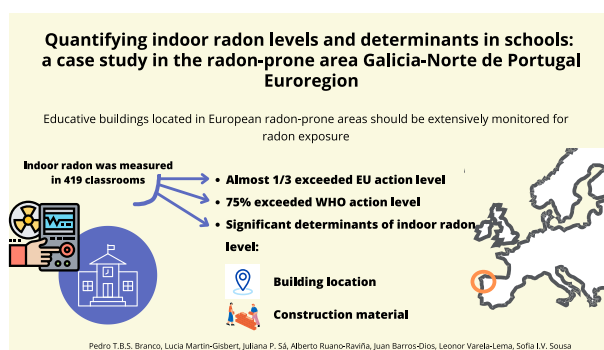 Quantifying indoor radon levels and determinants in schools:
a case study in the radon-prone area Galicia-Norte de Portugal
Euroregion
Educative buildings located in European radon-prone areas should be extensively monitored for
radon exposure
Indoor radon was measured
in 419 classrooms
• Almost 1/3 exceeded EU action level
• 75% exceeded WHO action level
• Significant determinants of indoor radon
level:
Building location
Construction material
Pedro T.B.S. Branco, Lucia Martin-Gisbert, Juliana P. Sá, Alberto Ruano-Raviña, Juan Barros-Dios, Leonor Varela-Lema, Sofia I.V. Sousa